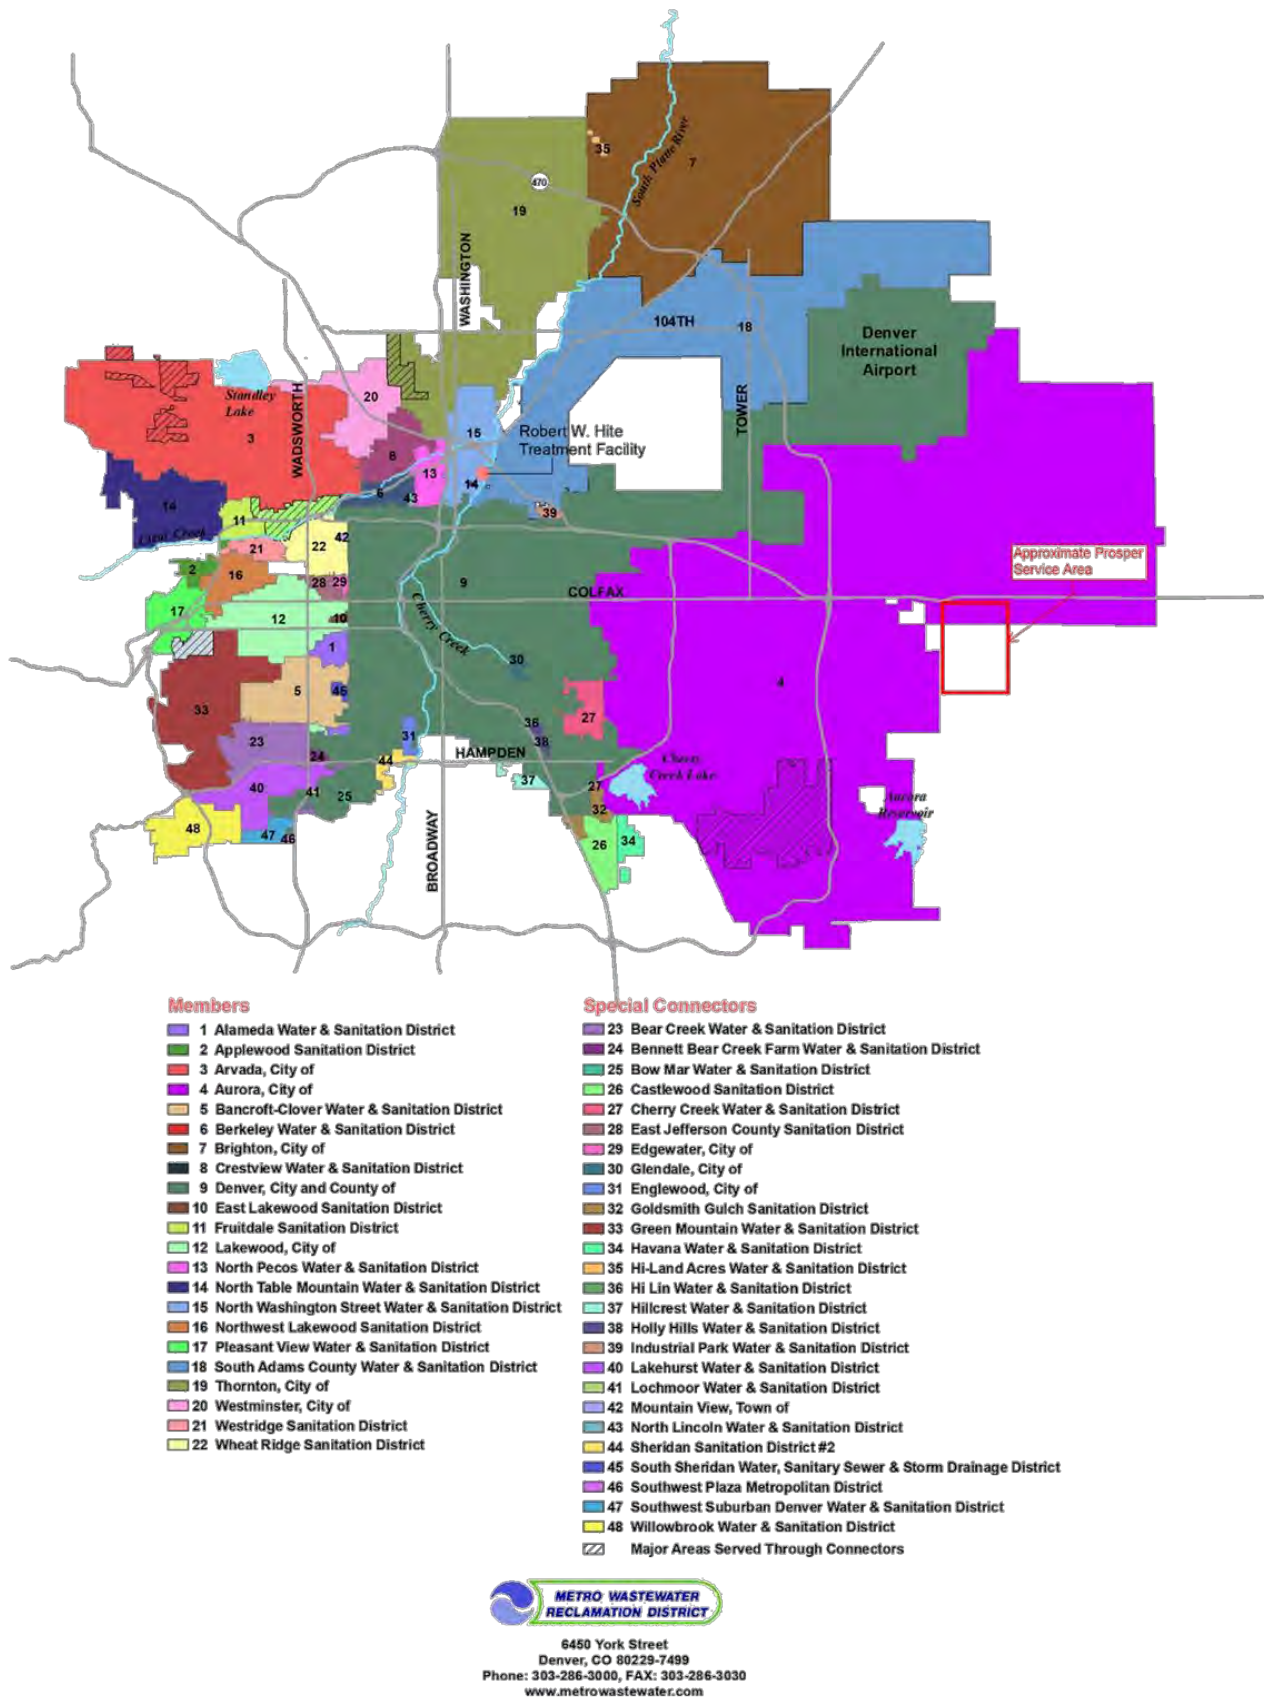 35
South Platte River
7
470
19
WASHINGTON
104TH
18
Denver
International
Airport
Standley
Lake
WADSWORTH
20
3
TOWER
15
Robert W. Hite
Treatment Facility
8
13
6
43
14
14
39
11
Clear Creek
42
22
21
2
16
28
29
9
COLFAX
Approximate Prosper
Service Area
17
12
10
Cherry Creek
1
30
4
5
45
33
27
36
38
31
23
24
44
HAMPDEN
Cherry
Creek Lake
37
27
40
41
25
32
Aurora
Reservoir
48
47
46
BROADWAY
26
34
Members
1 Alameda Water & Sanitation District
2 Applewood Sanitation District
3 Arvada, City of
4 Aurora, City of
5 Bancroft-Clover Water & Sanitation District
6 Berkeley Water & Sanitation District
7 Brighton, City of
8 Crestview Water & Sanitation District
9 Denver, City and County of
10 East Lakewood Sanitation District
11 Fruitdale Sanitation District
12 Lakewood, City of
13 North Pecos Water & Sanitation District
14 North Table Mountain Water & Sanitation District
15 North Washington Street Water & Sanitation District
16 Northwest Lakewood Sanitation District
17 Pleasant View Water & Sanitation District
18 South Adams County Water & Sanitation District
19 Thornton, City of
20 Westminster, City of
21 Westridge Sanitation District
22 Wheat Ridge Sanitation District
Special Connectors
23 Bear Creek Water & Sanitation District
24 Bennett Bear Creek Farm Water & Sanitation District
25 Bow Mar Water & Sanitation District
26 Castlewood Sanitation District
27 Cherry Creek Water & Sanitation District
28 East Jefferson County Sanitation District
29 Edgewater, City of
30 Glendale, City of
31 Englewood, City of
32 Goldsmith Gulch Sanitation District
33 Green Mountain Water & Sanitation District
34 Havana Water & Sanitation District
35 Hi-Land Acres Water & Sanitation District
36 Hi Lin Water & Sanitation District
37 Hillcrest Water & Sanitation District
38 Holly Hills Water & Sanitation District
39 Industrial Park Water & Sanitation District
40 Lakehurst Water & Sanitation District
41 Lochmoor Water & Sanitation District
42 Mountain View, Town of
43 North Lincoln Water & Sanitation District
44 Sheridan Sanitation District #2
45 South Sheridan Water, Sanitary Sewer & Storm Drainage District
46 Southwest Plaza Metropolitan District
47 Southwest Suburban Denver Water & Sanitation District
48 Willowbrook Water & Sanitation District
Major Areas Served Through Connectors
METRO WASTEWATER
RECLAMATION DISTRICT
6450 York Street
Denver, CO 80229-7499
Phone: 303-286-3000, FAX: 303-286-3030
www.metrowastewater.com